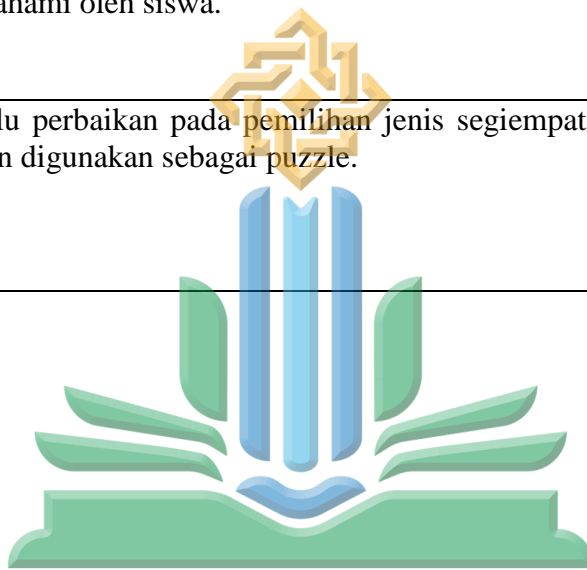 ahami oleh siswa.
lu perbaikan pada pemilihan jenis segiempat
n digunakan sebagai puzzle.